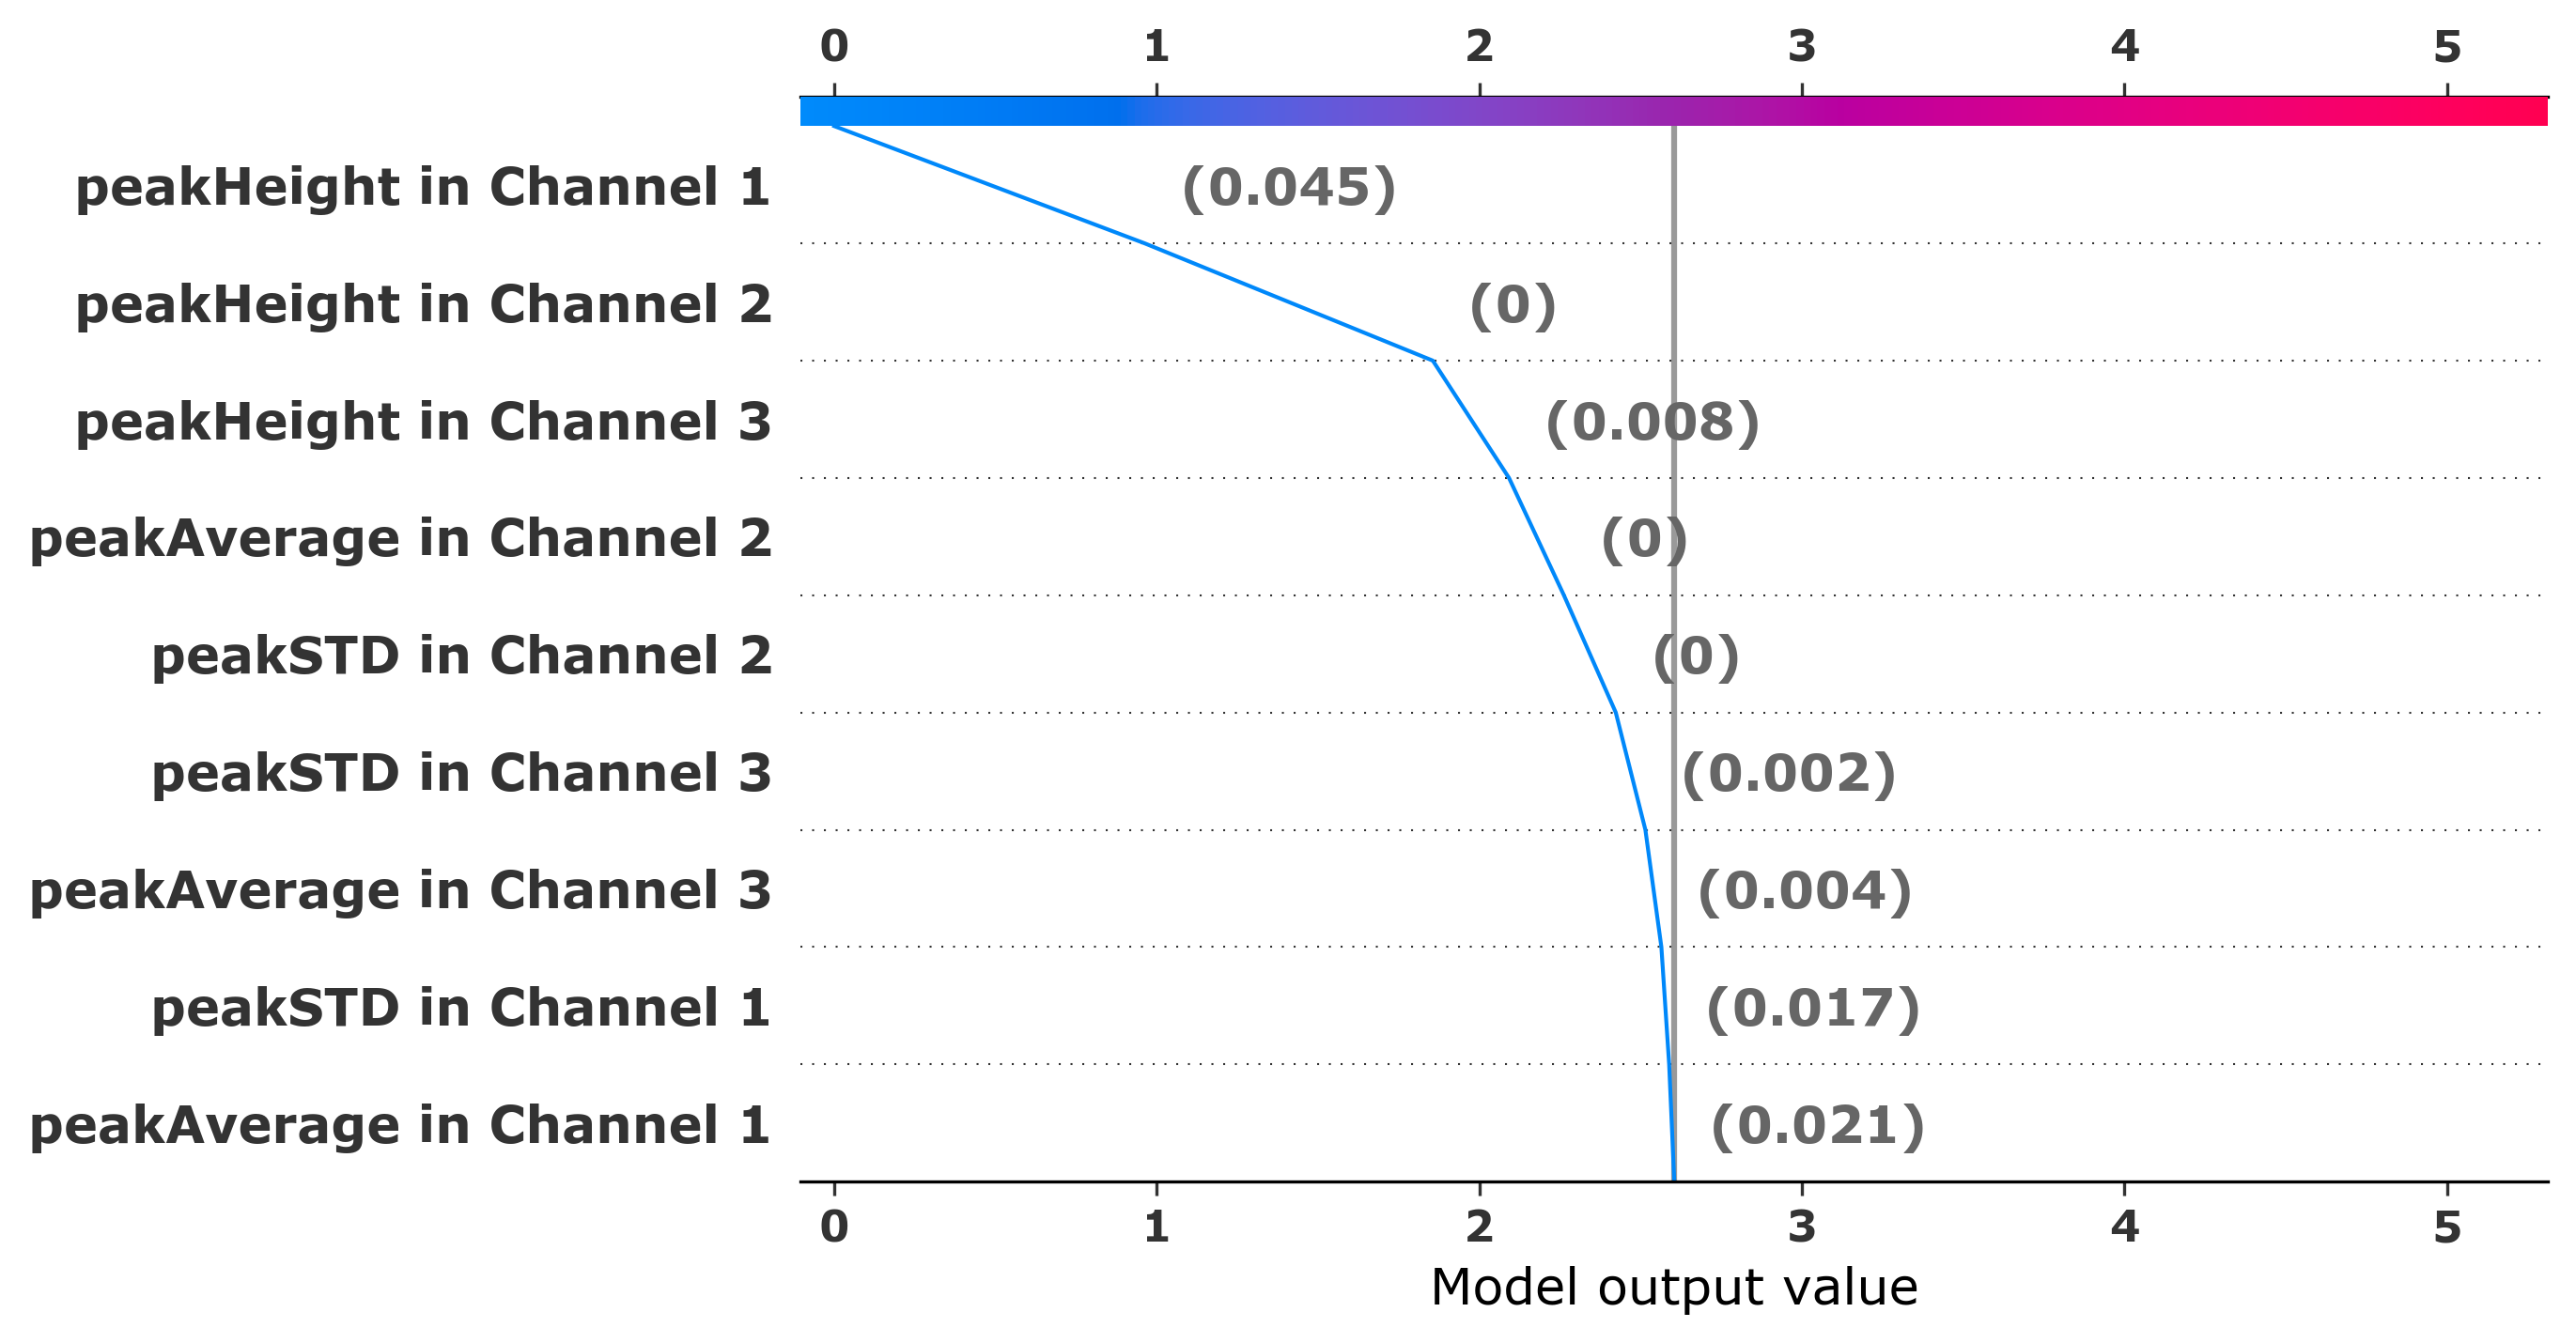 0 1 2 3 4 5
peakHeight in Channel 1 (0.045)
peakHeight in Channel 2 (0)
peakHeight in Channel 3 (0.008)
peakAverage in Channel 2 (0)
peakSTD in Channel 2 (0)
peakSTD in Channel 3 (0.002)
peakAverage in Channel 3 (0.004)
peakSTD in Channel 1 (0.017)
peakAverage in Channel 1 (0.021)
0 1 2 3 4 5
Model output value